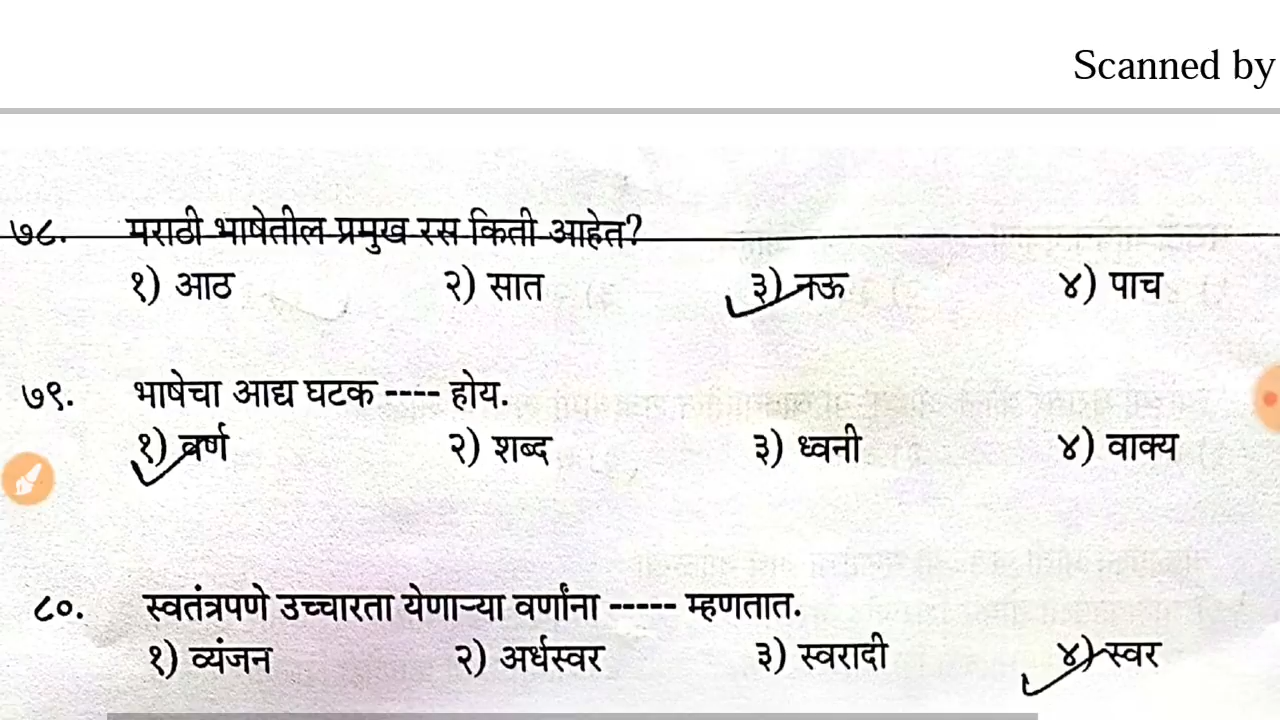 Scanned by
७८. मराठी भाषेतील प्रमुख रस किती आहेत?
१) आठ २) सात ३) नऊ ४) पाच
७९. भाषेचा आद्य घटक ---- होय.
१) वर्ण २) शब्द ३) ध्वनी ४) वाक्य
८०. स्वतंत्रपणे उच्चारता येणाऱ्या वर्णांना ----- म्हणतात.
१) व्यंजन २) अर्धस्वर ३) स्वरादी ४) स्वर